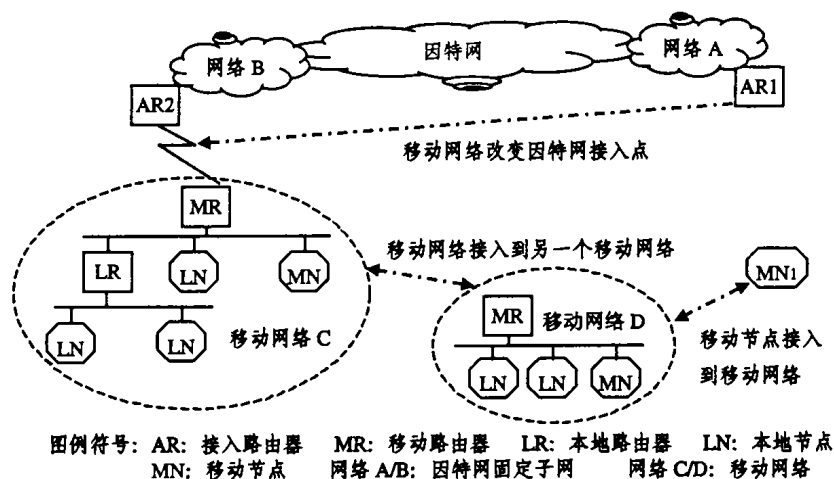 网络 B
因特网
网络 A
AR2
AR1
移动网络改变因特网接入点
MR
移动网络接入到另一个移动网络
LR
LN
MN
MN1
MR
移动网络 D
LN
LN
移动网络 C
移动节点接入
到移动网络
LN
LN
MN
图例符号: AR: 接入路由器 MR: 移动路由器 LR: 本地路由器 LN: 本地节点
MN: 移动节点 网络 A/B: 因特网固定子网 网络 C/D: 移动网络